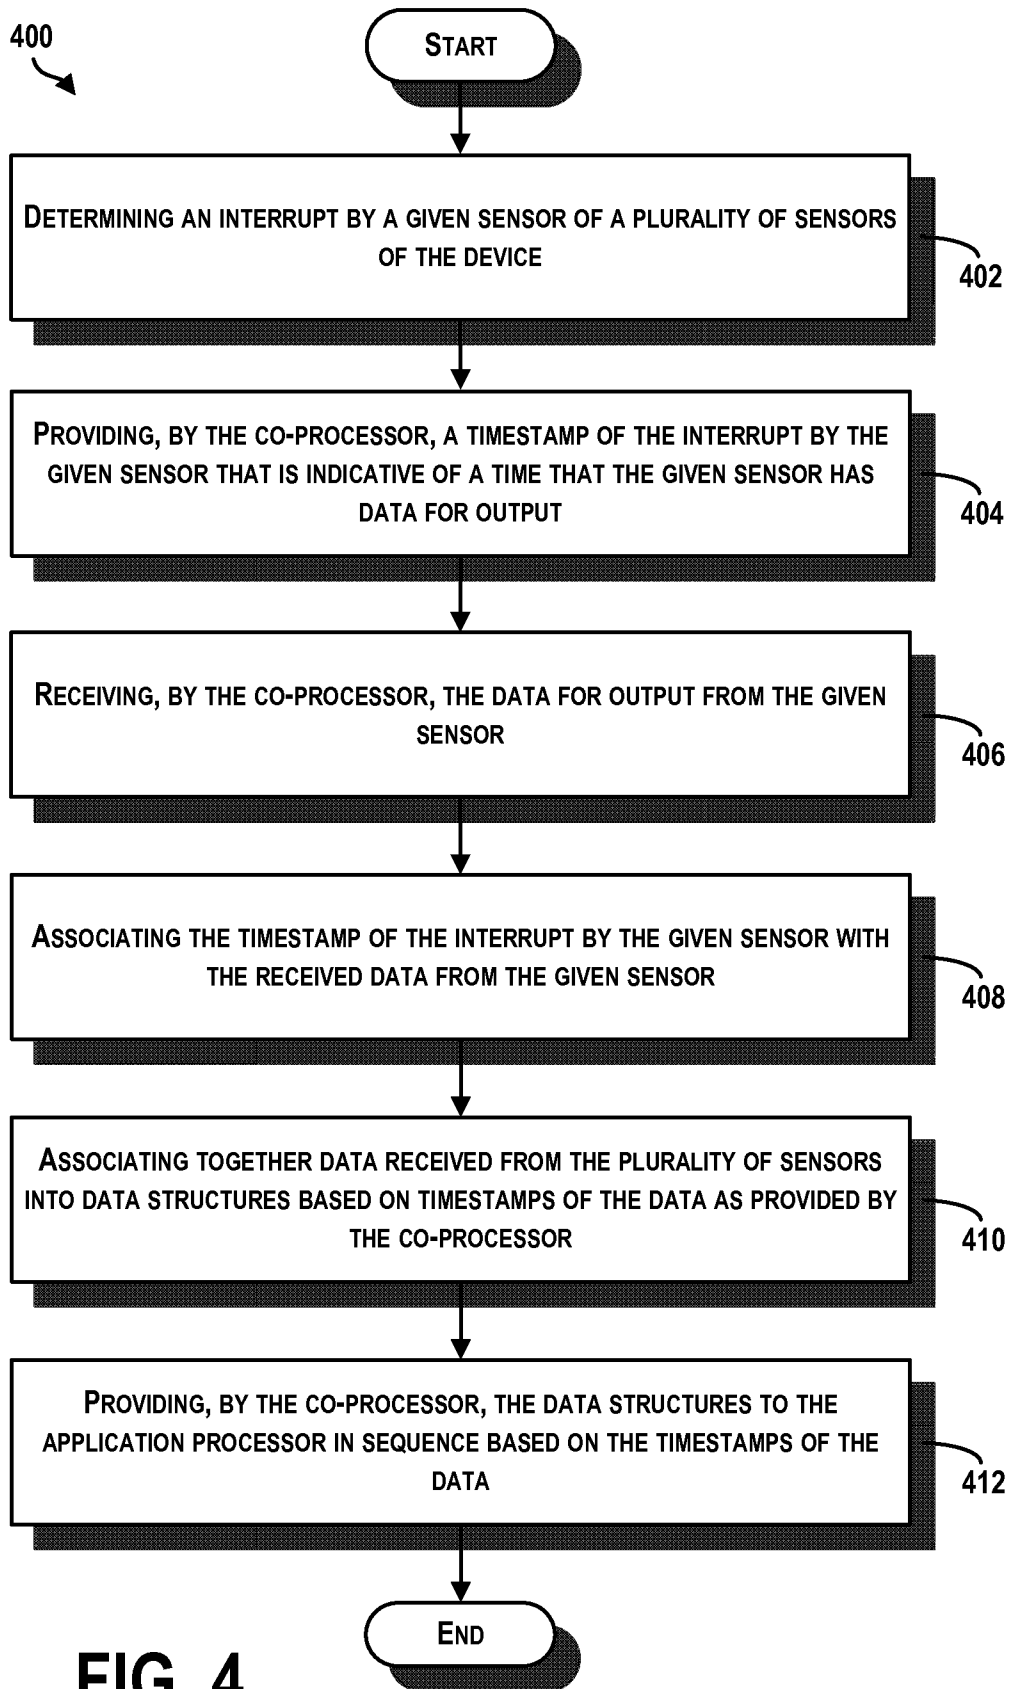 400
START
DETERMINING AN INTERRUPT BY A GIVEN SENSOR OF A PLURALITY OF SENSORS
OF THE DEVICE
402
PROVIDING, BY THE CO-PROCESSOR, A TIMESTAMP OF THE INTERRUPT BY THE
GIVEN SENSOR THAT IS INDICATIVE OF A TIME THAT THE GIVEN SENSOR HAS
DATA FOR OUTPUT
404
RECEIVING, BY THE CO-PROCESSOR, THE DATA FOR OUTPUT FROM THE GIVEN
SENSOR
406
ASSOCIATING THE TIMESTAMP OF THE INTERRUPT BY THE GIVEN SENSOR WITH
THE RECEIVED DATA FROM THE GIVEN SENSOR
408
ASSOCIATING TOGETHER DATA RECEIVED FROM THE PLURALITY OF SENSORS
INTO DATA STRUCTURES BASED ON TIMESTAMPS OF THE DATA AS PROVIDED BY
THE CO-PROCESSOR
410
PROVIDING, BY THE CO-PROCESSOR, THE DATA STRUCTURES TO THE
APPLICATION PROCESSOR IN SEQUENCE BASED ON THE TIMESTAMPS OF THE
DATA
412
END
FIG. 4